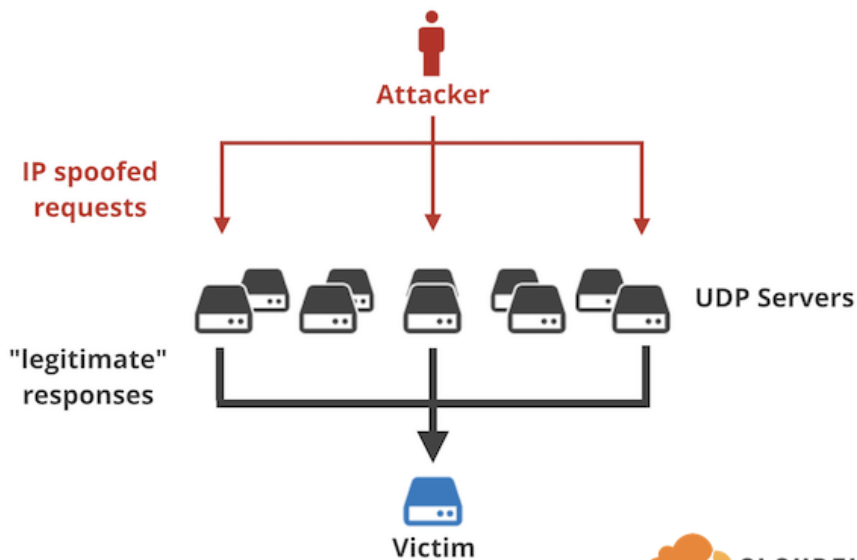 Attacker
IP spoofed
requests
UDP Servers
"legitimate"
responses
Victim